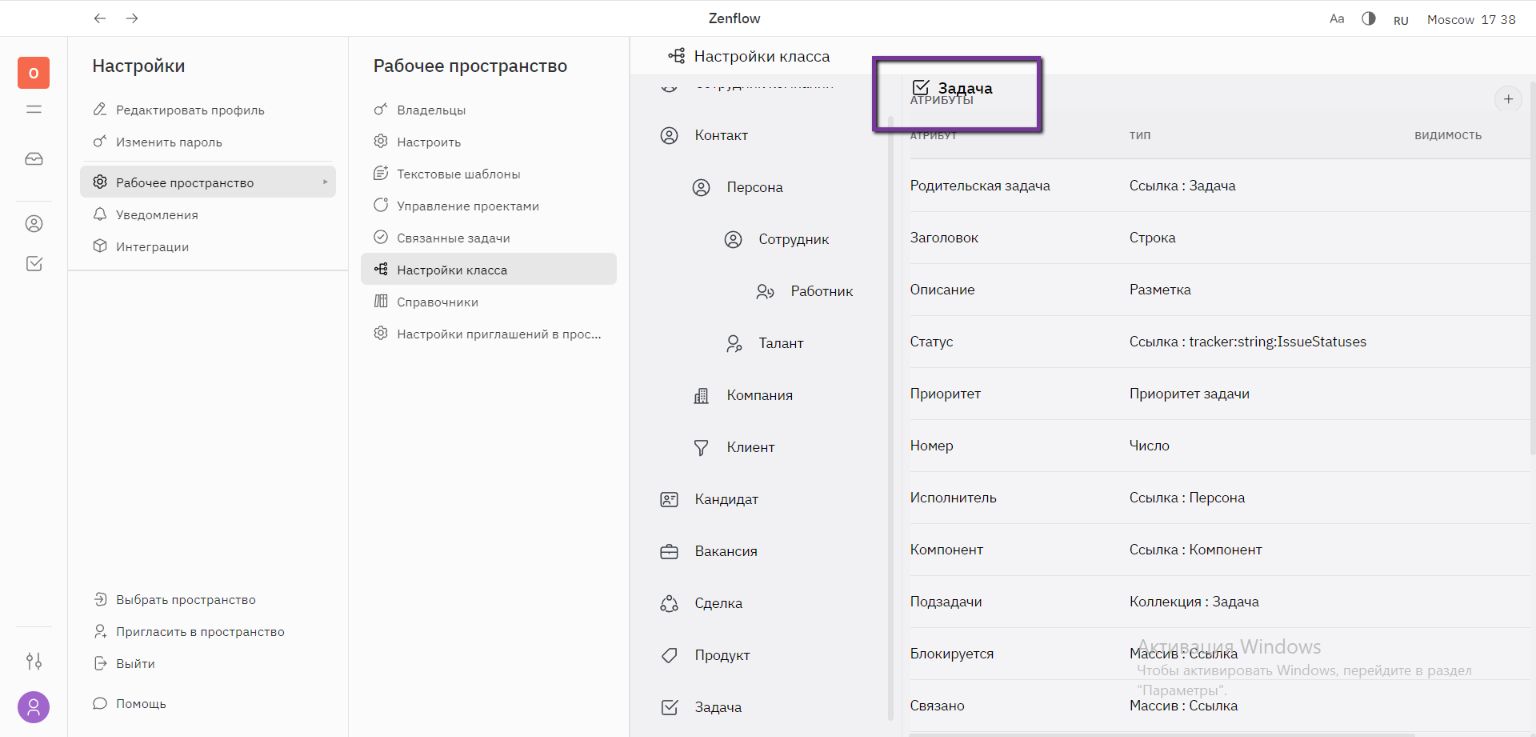 Zenflow
Aa
RU
Moscow 17 38
O
Настройки
Редактировать профиль
Изменить пароль
Рабочее пространство
Уведомления
Интеграции
Выбрать пространство
Пригласить в пространство
Выйти
Помощь
Рабочее пространство
Владельцы
Настроить
Текстовые шаблоны
Управление проектами
Связанные задачи
Настройки класса
Справочники
Настройки приглашений в прос...
Настройки класса
Контакт
Персона
Сотрудник
Работник
Талант
Компания
Клиент
Кандидат
Вакансия
Сделка
Продукт
Задача
Задача
АТРИБУТЫ
АТРИБУТ ТИП ВИДИМОСТЬ
Родительская задача Ссылка : Задача
Заголовок Строка
Описание Разметка
Статус Ссылка : tracker:string:IssueStatuses
Приоритет Приоритет задачи
Номер Число
Исполнитель Ссылка : Персона
Компонент Ссылка : Компонент
Подзадачи Коллекция : Задача
Блокируется Массив : Ссылка
Связано Массив : Ссылка
Активация Windows
Чтобы активировать Windows, перейдите в раздел
"Параметры".